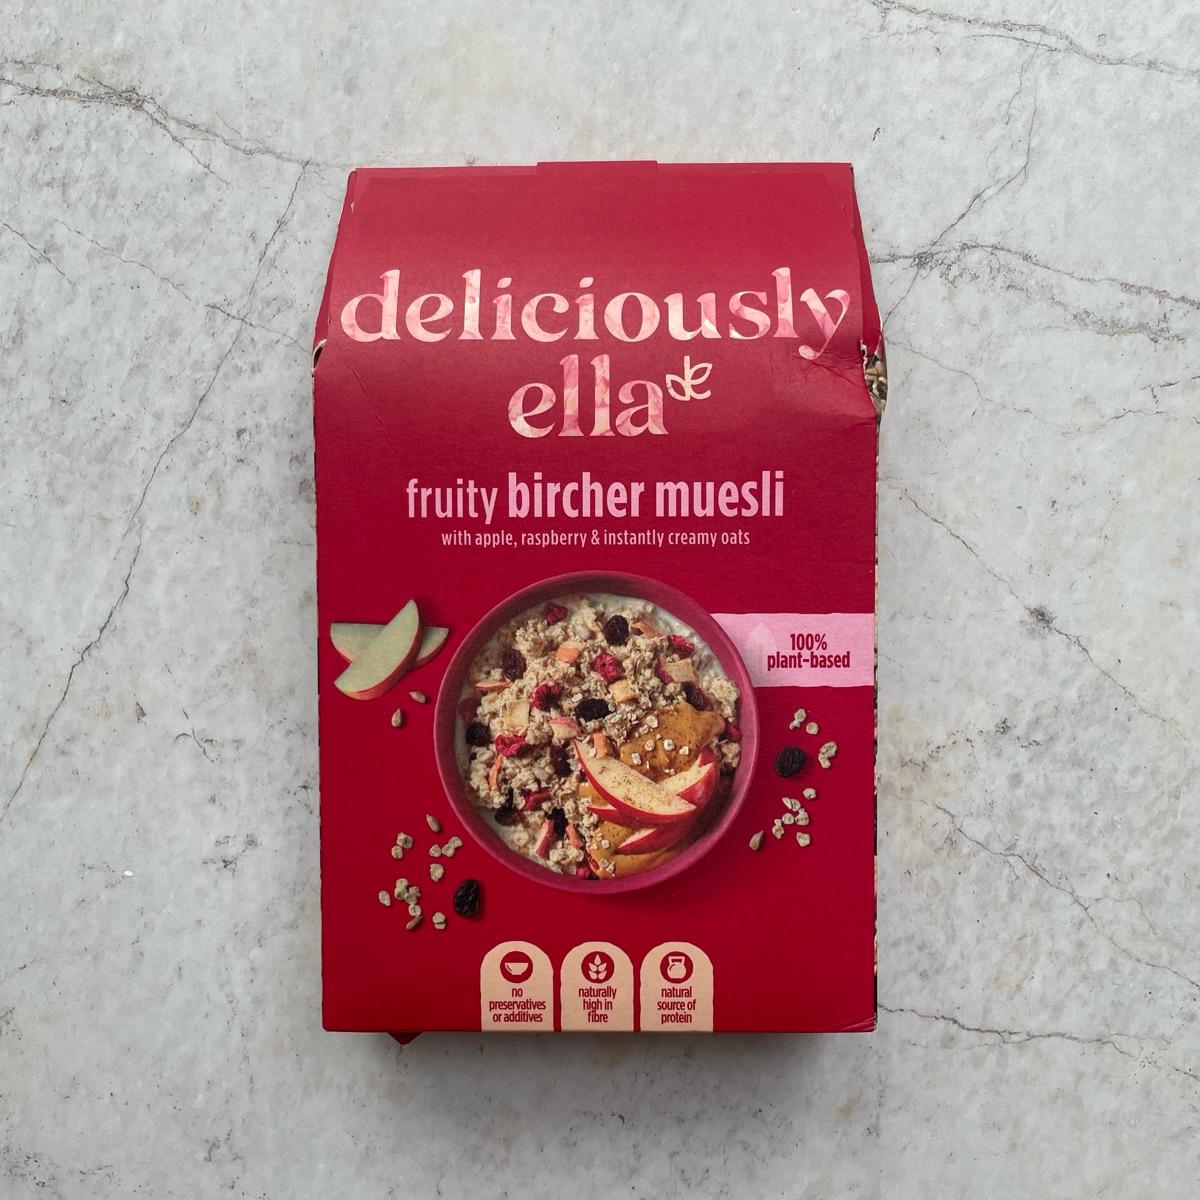 deliciously
ella
fruity bircher muesli
with apple, raspberry & instantly creamy oats
100%
plant-based
no
preservatives
or additives
naturally
high in
fibre
natural
source of
protein